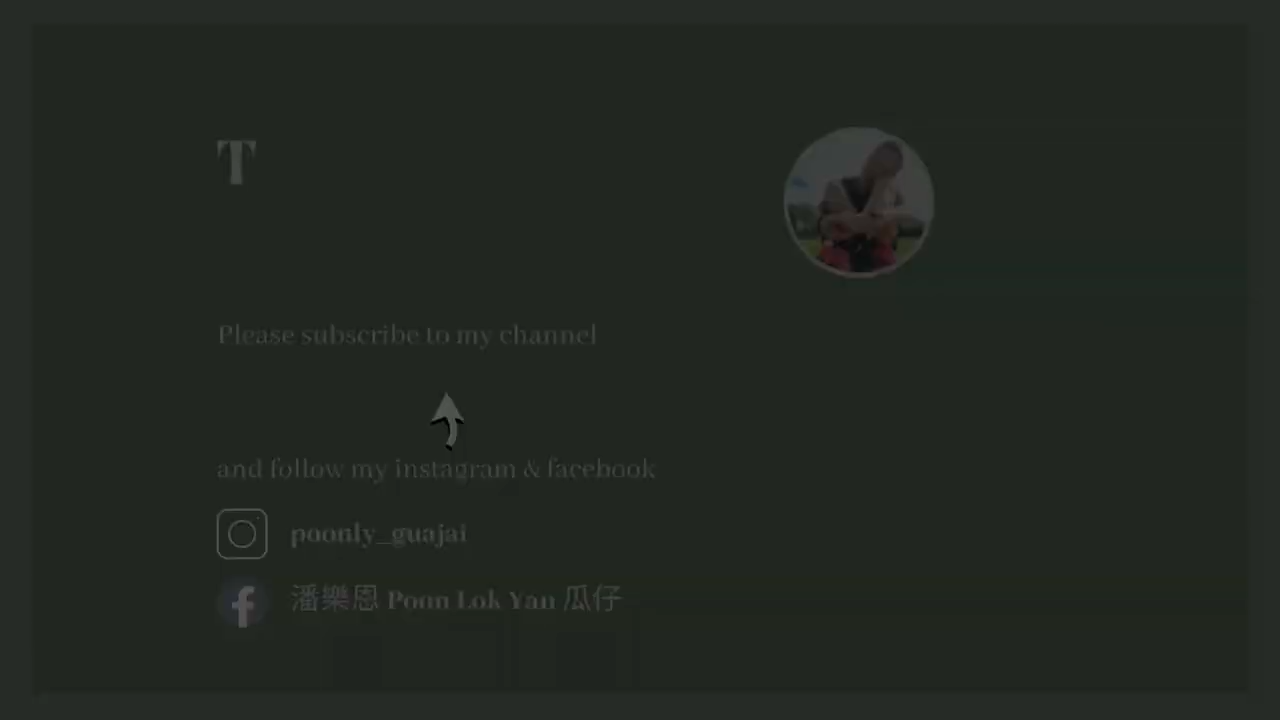 T
Please subscribe to my channel
and follow my instagram & facebook
poonly_guajai
潘樂恩 Poon Lok Yan 瓜仔